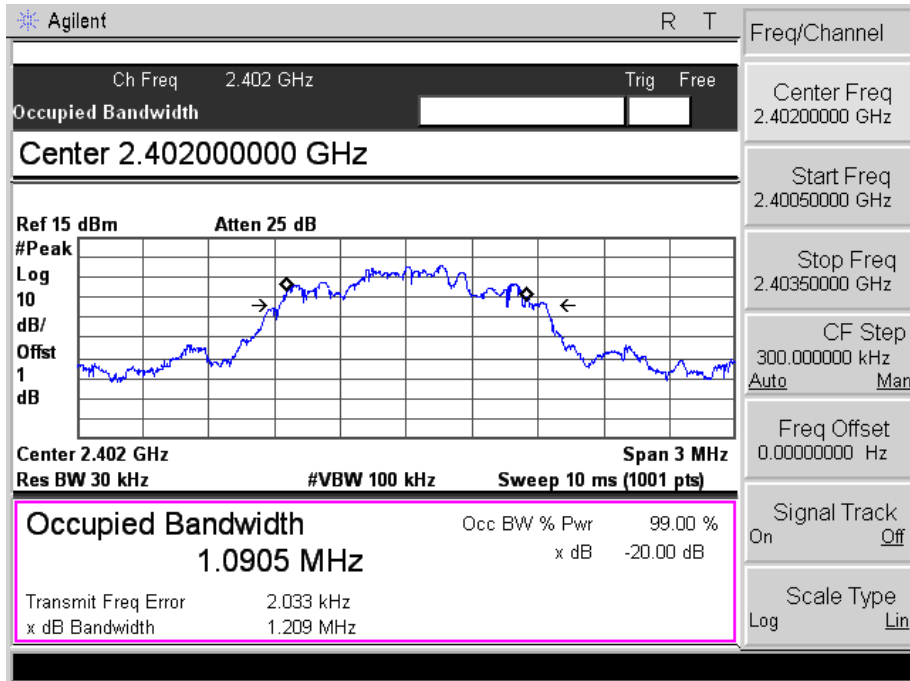 Agilent R T
Ch Freq 2.402 GHz Trig Free
Occupied Bandwidth
Center 2.402000000 GHz
Ref 15 dBm Atten 25 dB
#Peak
Log
10
dB/
Offst
1
dB
Center 2.402 GHz Span 3 MHz
Res BW 30 kHz #VBW 100 kHz Sweep 10 ms (1001 pts)
Occupied Bandwidth Occ BW % Pwr 99.00 %
1.0905 MHz x dB -20.00 dB
Transmit Freq Error 2.033 kHz
x dB Bandwidth 1.209 MHz
Freq/Channel
Center Freq
2.40200000 GHz
Start Freq
2.40050000 GHz
Stop Freq
2.40350000 GHz
CF Step
300.000000 kHz
Auto Man
Freq Offset
0.00000000 Hz
Signal Track
On Off
Scale Type
Log Lin